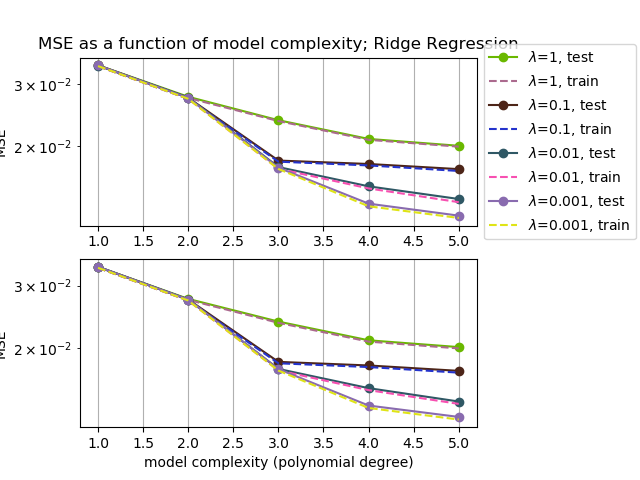 MSE as a function of model complexity; Ridge Regression
MSE
3 × 10⁻²
2 × 10⁻²
1.0 1.5 2.0 2.5 3.0 3.5 4.0 4.5 5.0
λ=1, test
λ=1, train
λ=0.1, test
λ=0.1, train
λ=0.01, test
λ=0.01, train
λ=0.001, test
λ=0.001, train
MSE
3 × 10⁻²
2 × 10⁻²
1.0 1.5 2.0 2.5 3.0 3.5 4.0 4.5 5.0
model complexity (polynomial degree)